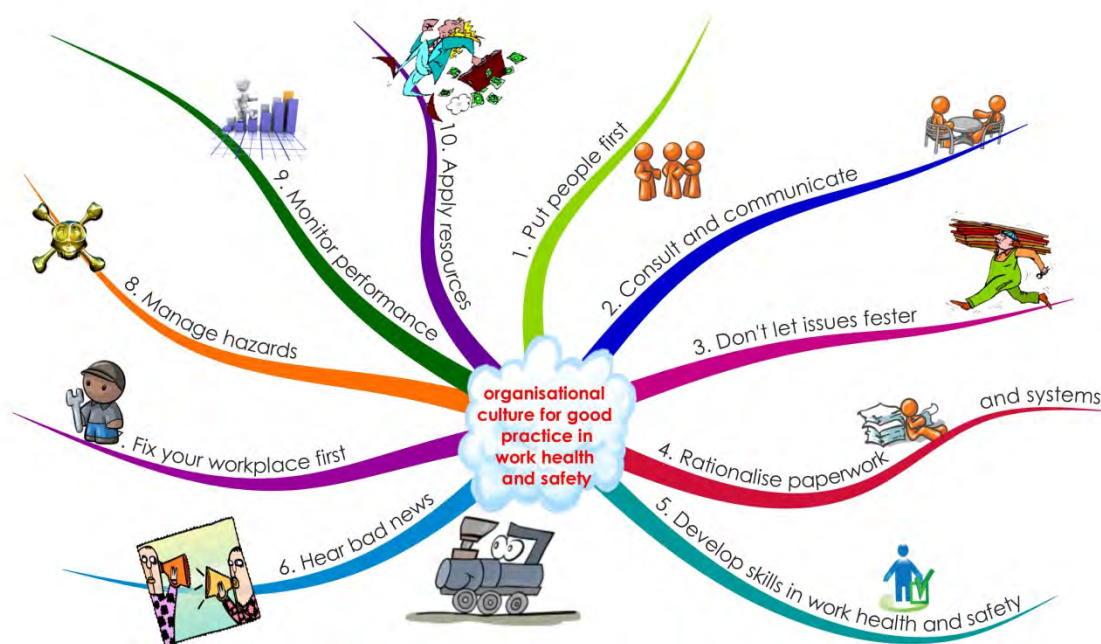 organisational
culture for good
practice in
work health
and safety
1. Put people first
2. Consult and communicate
3. Don't let issues fester
4. Rationalise paperwork and systems
5. Develop skills in work health and safety
6. Hear bad news
. Fix your workplace first
8. Manage hazards
9. Monitor performance
10. Apply resources